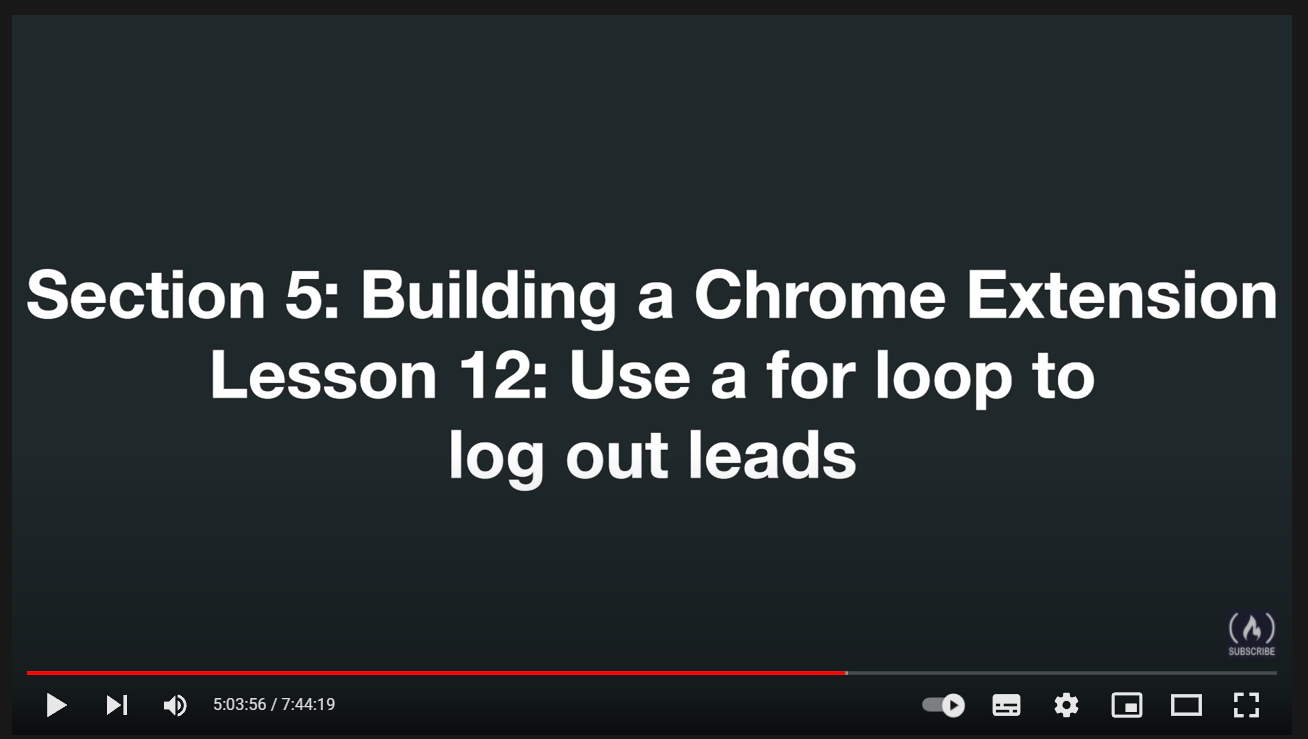 Section 5: Building a Chrome Extension
Lesson 12: Use a for loop to
log out leads
SUBSCRIBE
5:03:56 / 7:44:19